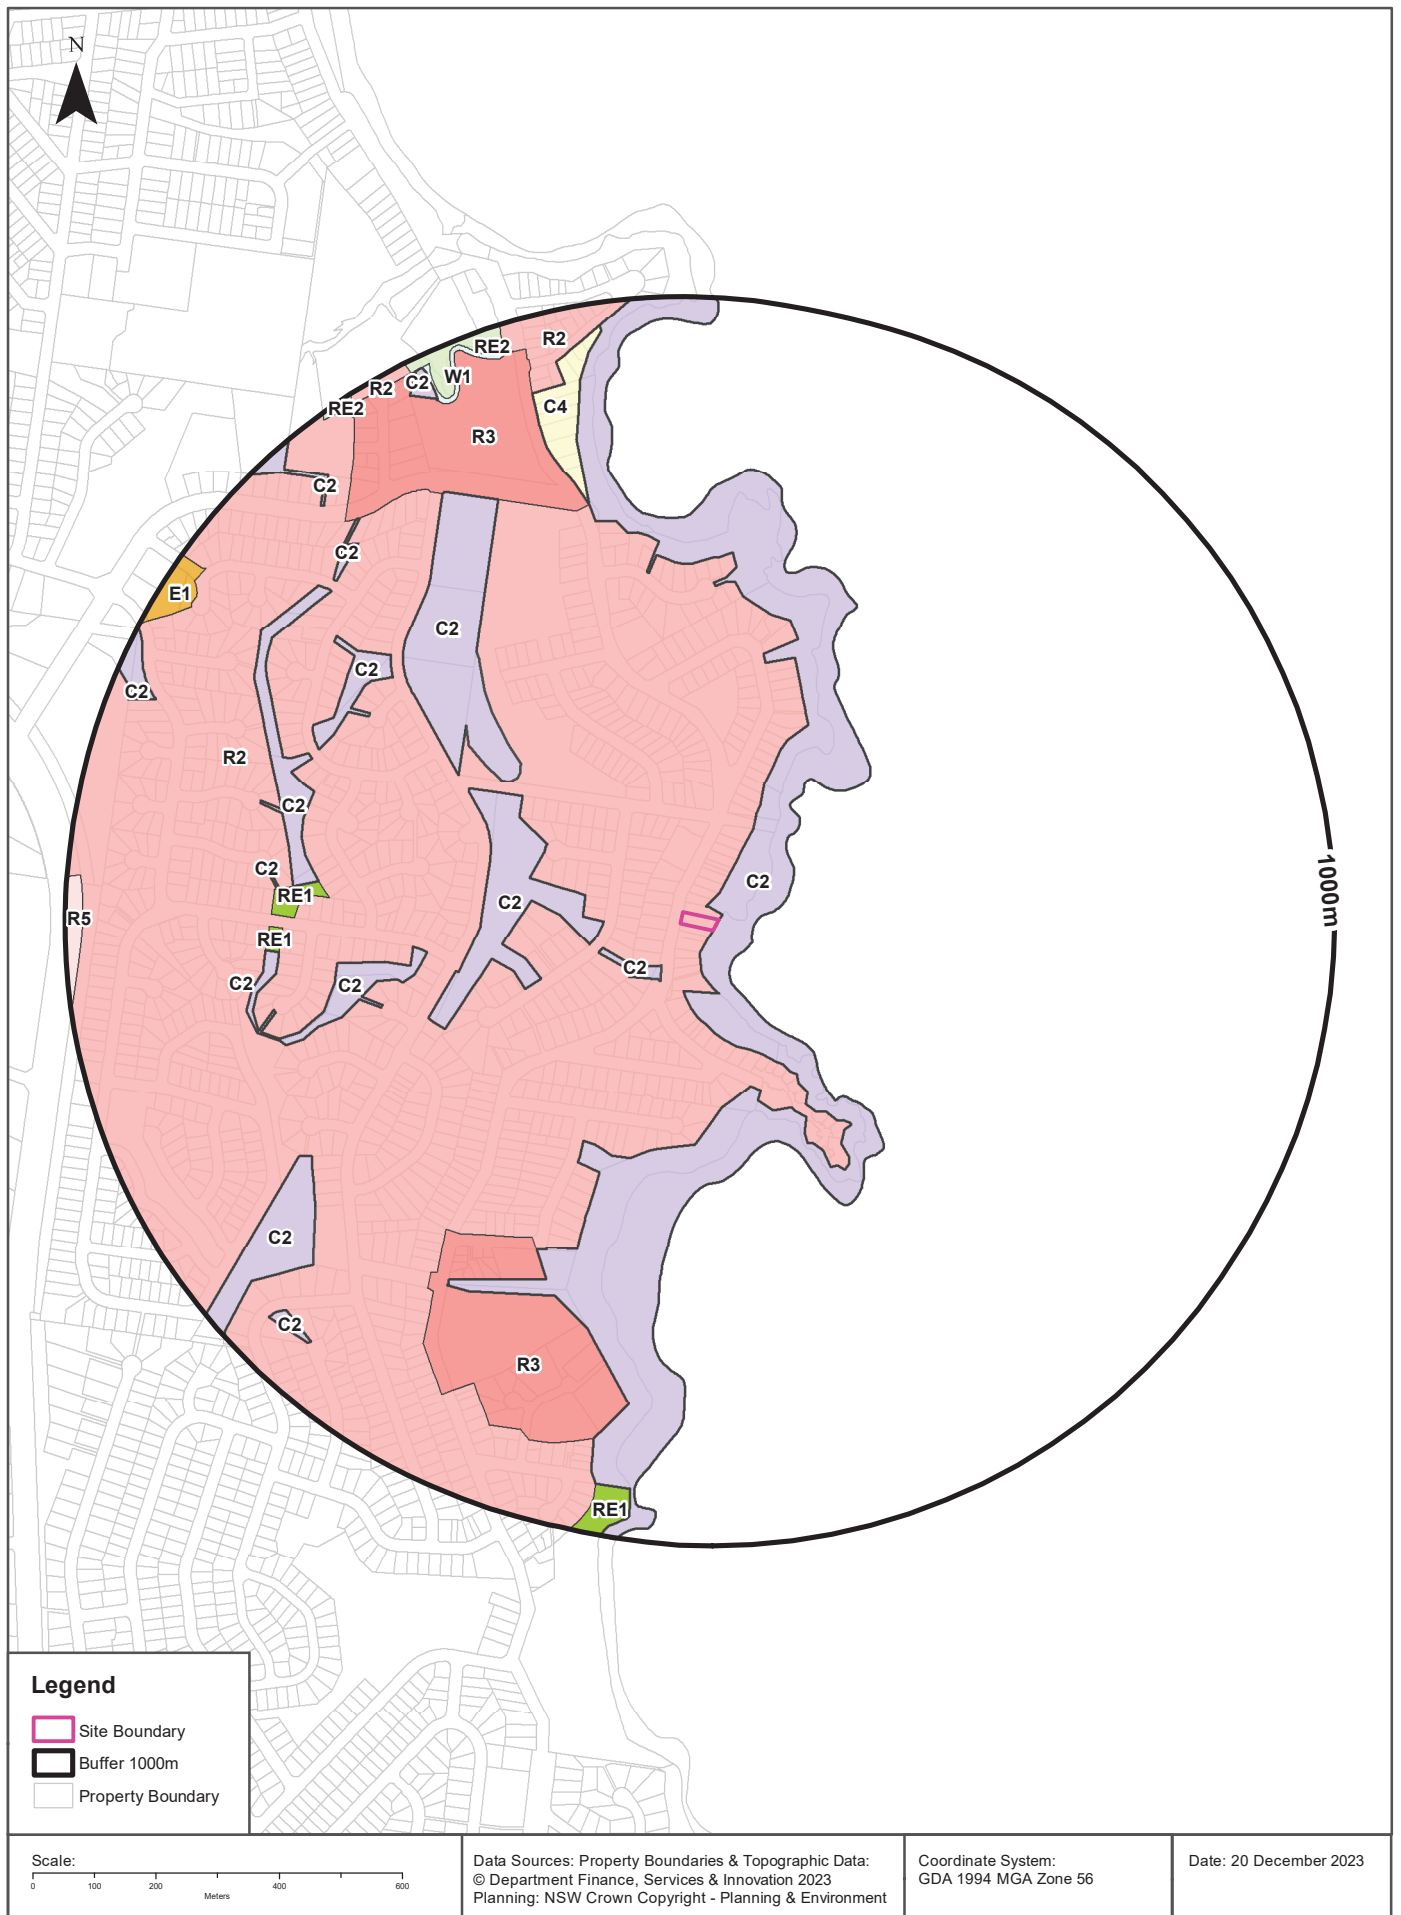 N
R2
RE2
W1
C2
R2
RE2
C4
R3
C2
C2
E1
C2
C2
C2
R2
C2
C2
C2
RE1
C2
R5
1000m
RE1
C2
C2
C2
C2
C2
R3
RE1
Legend
Site Boundary
Buffer 1000m
Property Boundary
Scale:
0 100 200 400 600
Meters
Data Sources: Property Boundaries & Topographic Data:
© Department Finance, Services & Innovation 2023
Planning: NSW Crown Copyright - Planning & Environment
Coordinate System:
GDA 1994 MGA Zone 56
Date: 20 December 2023